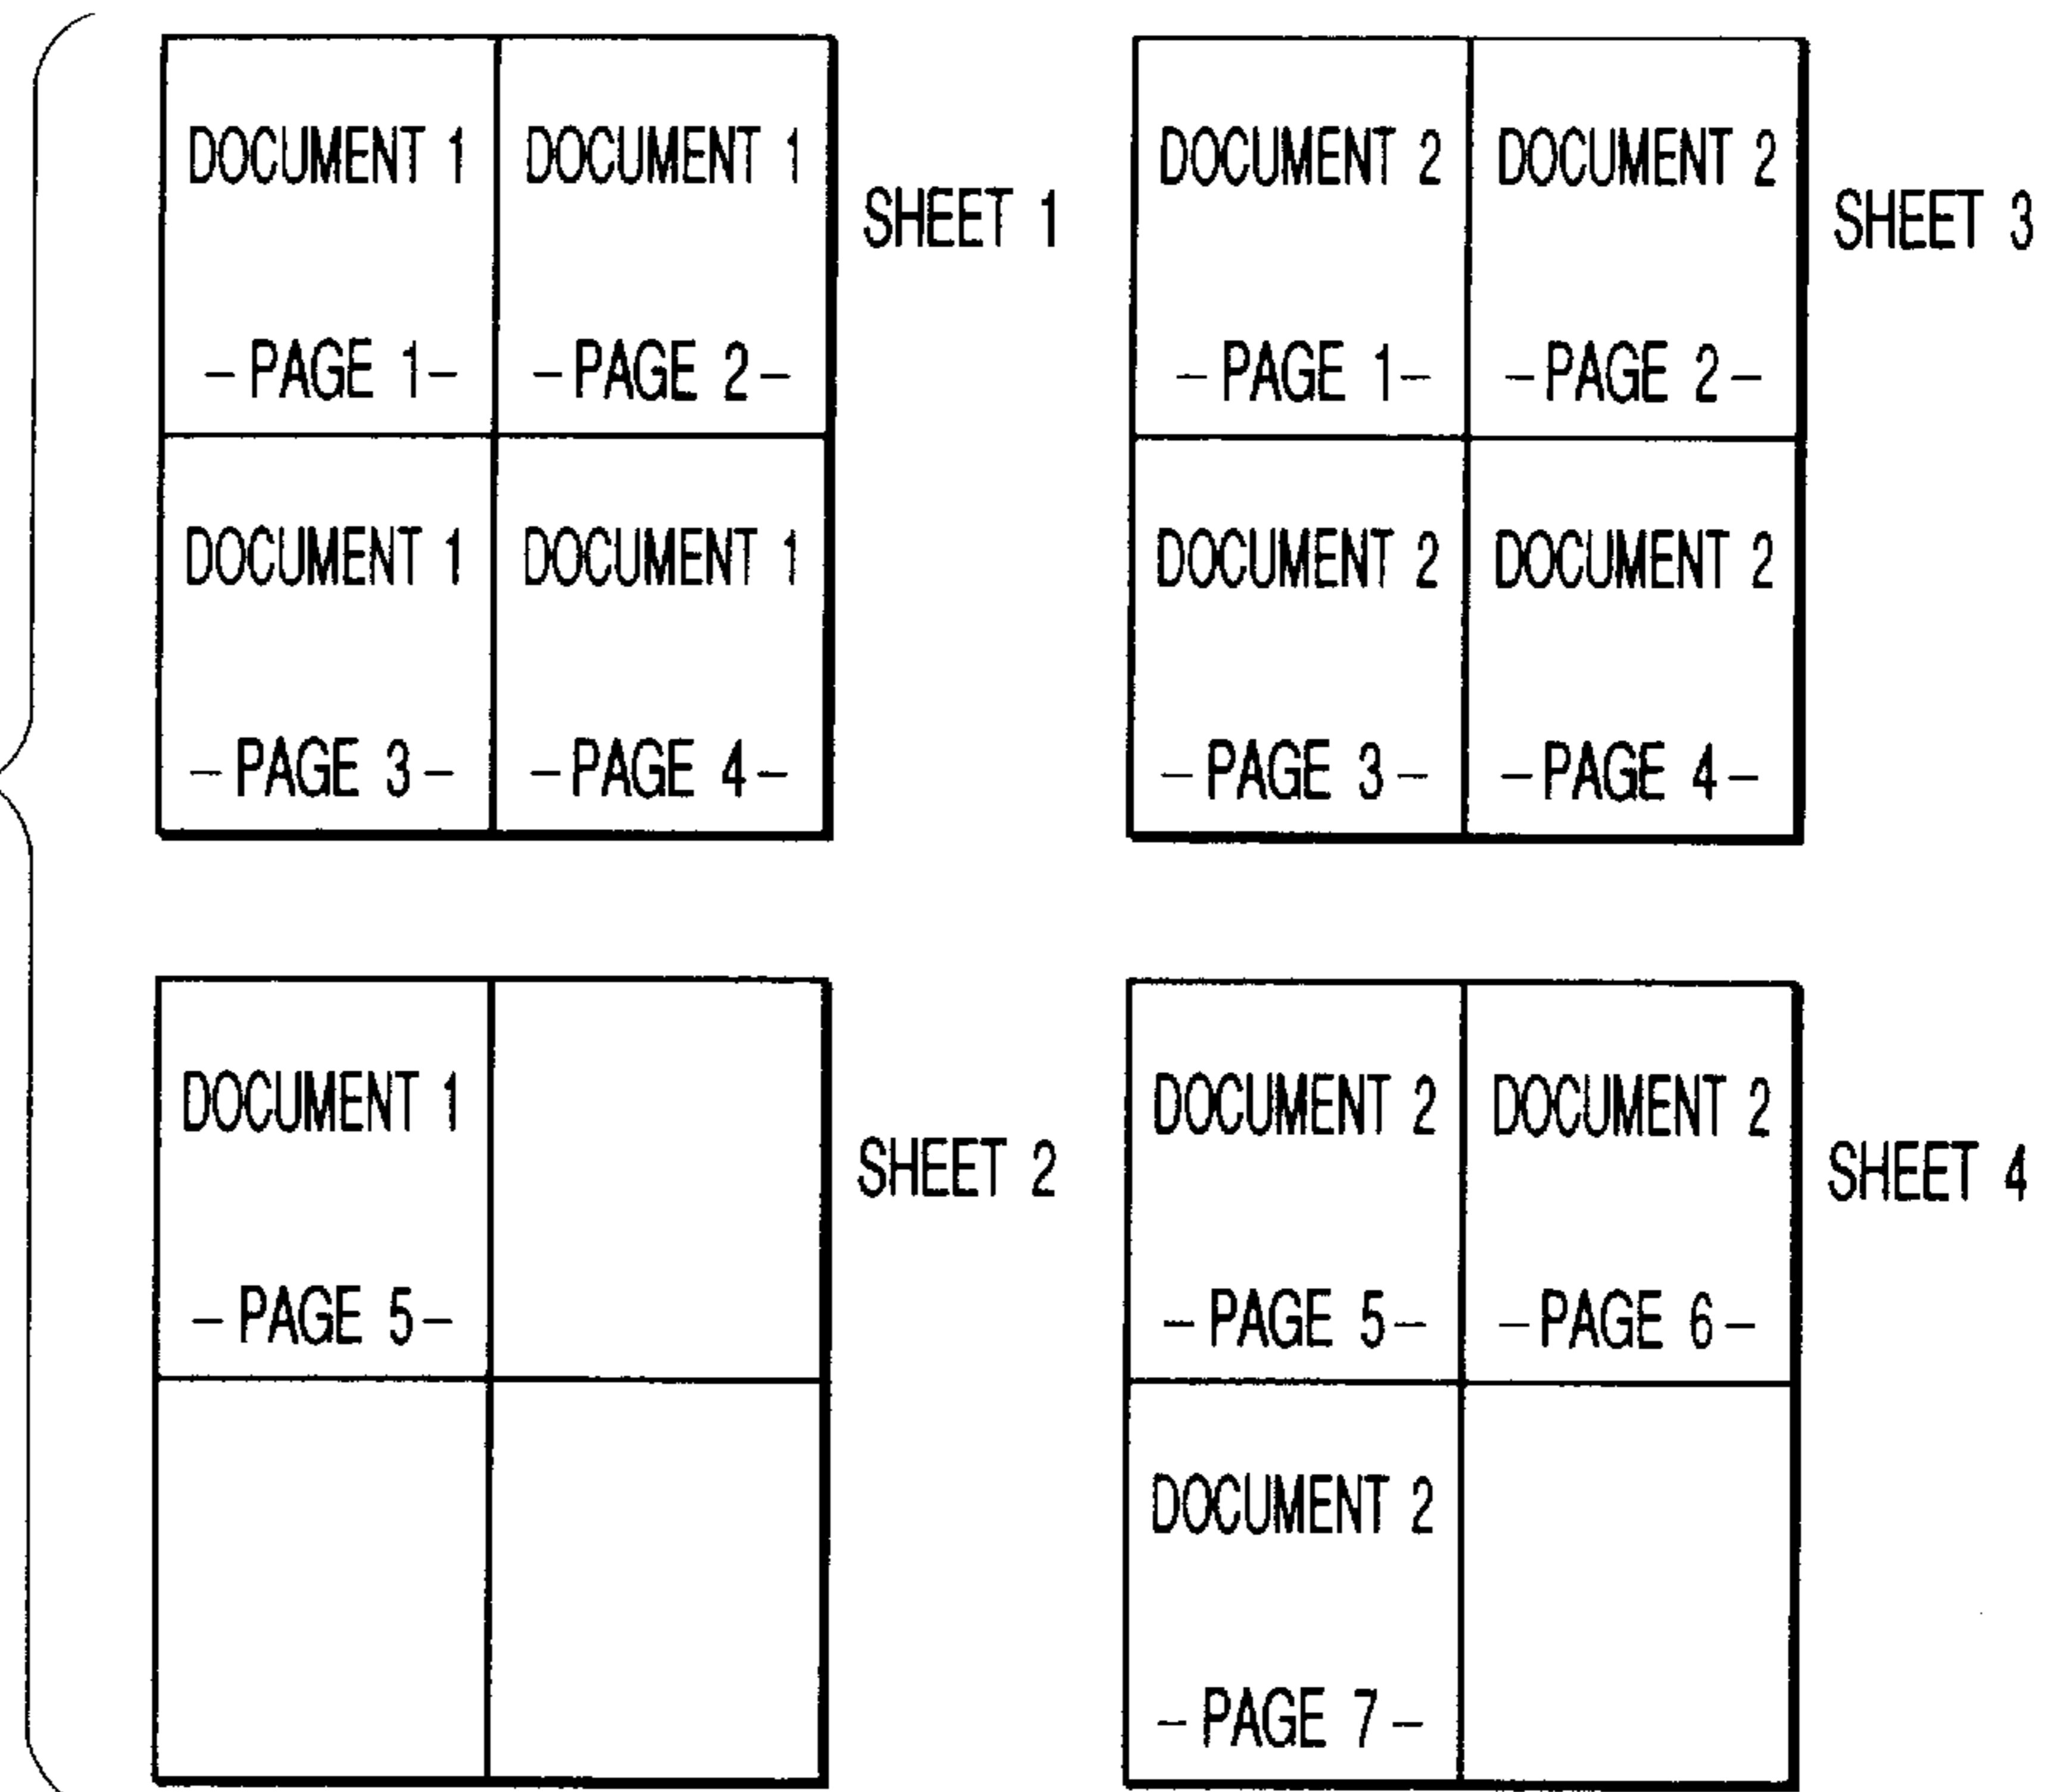 DOCUMENT 1 DOCUMENT 1
SHEET 1
-PAGE 1- -PAGE 2-
DOCUMENT 1 DOCUMENT 1
-PAGE 3- -PAGE 4-
DOCUMENT 1
SHEET 2
-PAGE 5-
DOCUMENT 2 DOCUMENT 2
SHEET 3
-PAGE 1- -PAGE 2-
DOCUMENT 2 DOCUMENT 2
-PAGE 3- -PAGE 4-
DOCUMENT 2 DOCUMENT 2
SHEET 4
-PAGE 5- -PAGE 6-
DOCUMENT 2
-PAGE 7-